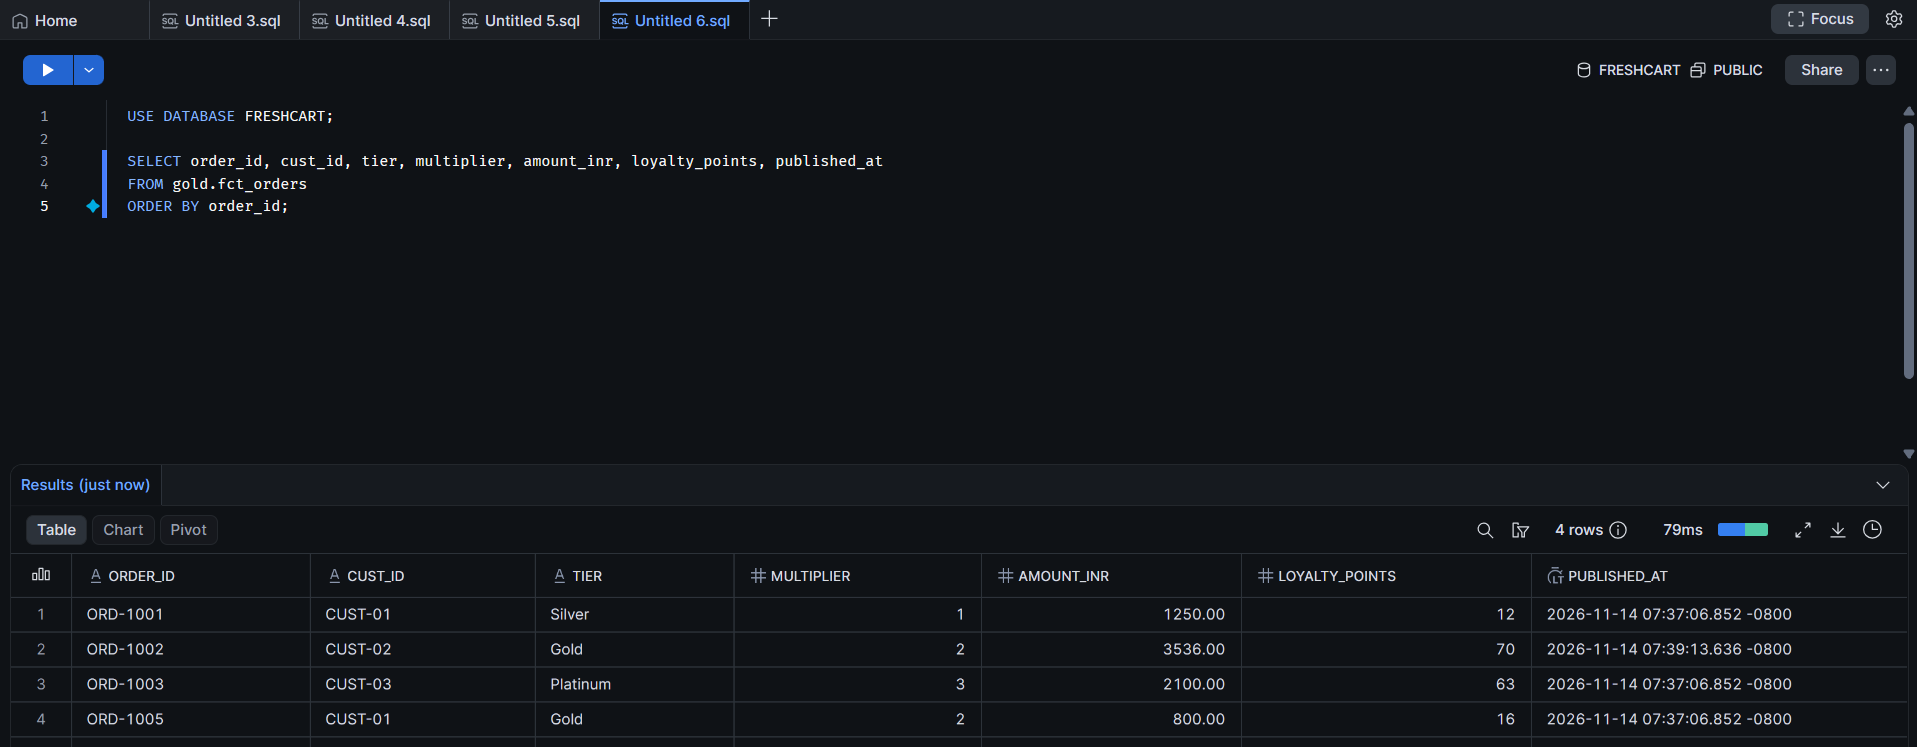 Home
SQL Untitled 3.sql
SQL Untitled 4.sql
SQL Untitled 5.sql
SQL Untitled 6.sql
Focus
FRESHCART PUBLIC Share
1 USE DATABASE FRESHCART;
2
3 SELECT order_id, cust_id, tier, multiplier, amount_inr, loyalty_points, published_at
4 FROM gold.fct_orders
5 ORDER BY order_id;
Results (just now)
Table Chart Pivot 4 rows 79ms
ORDER_ID CUST_ID TIER MULTIPLIER AMOUNT_INR LOYALTY_POINTS PUBLISHED_AT
1 ORD-1001 CUST-01 Silver 1 1250.00 12 2026-11-14 07:37:06.852 -0800
2 ORD-1002 CUST-02 Gold 2 3536.00 70 2026-11-14 07:39:13.636 -0800
3 ORD-1003 CUST-03 Platinum 3 2100.00 63 2026-11-14 07:37:06.852 -0800
4 ORD-1005 CUST-01 Gold 2 800.00 16 2026-11-14 07:37:06.852 -0800